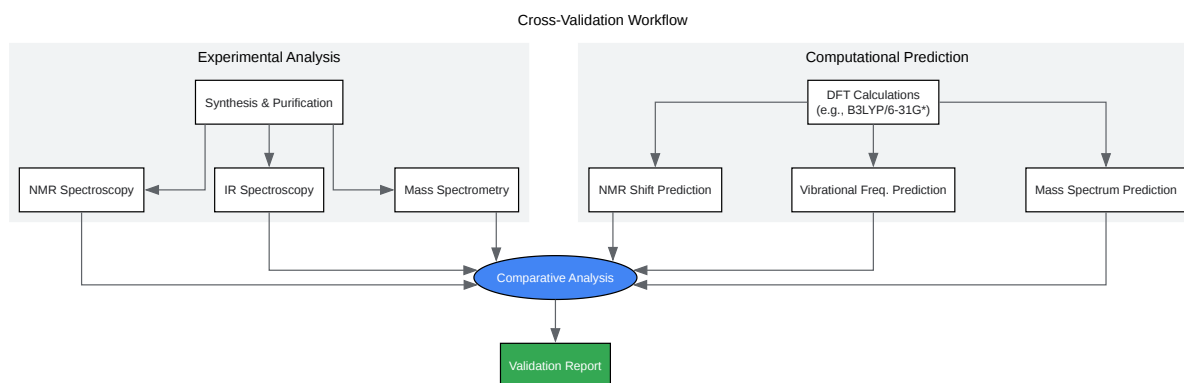 Cross-Validation Workflow
Experimental Analysis
Computational Prediction
Synthesis & Purification
DFT Calculations
(e.g., B3LYP/6-31G*)
NMR Spectroscopy
IR Spectroscopy
Mass Spectrometry
NMR Shift Prediction
Vibrational Freq. Prediction
Mass Spectrum Prediction
Comparative Analysis
Validation Report